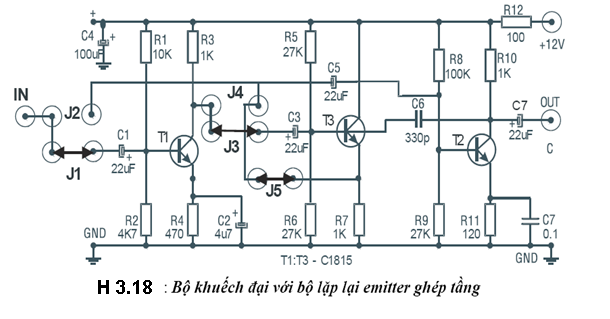 R12
100
+12V
+
C4
100uF
+
R1
10K
R3
1K
R5
27K
R8
100K
R10
1K
IN
J2
J4
C5
22uF
C1
22uF
+
J1
T1
J3
C3
22uF
+
T3
C6
330p
T2
C7
22uF
+
OUT
C
J5
R2
4K7
R4
470
C2
4u7
+
R6
27K
R7
1K
R9
27K
R11
120
C7
0.1
GND
GND
T1:T3 - C1815
H 3.18 : Bộ khuếch đại với bộ lặp lại emitter ghép tầng